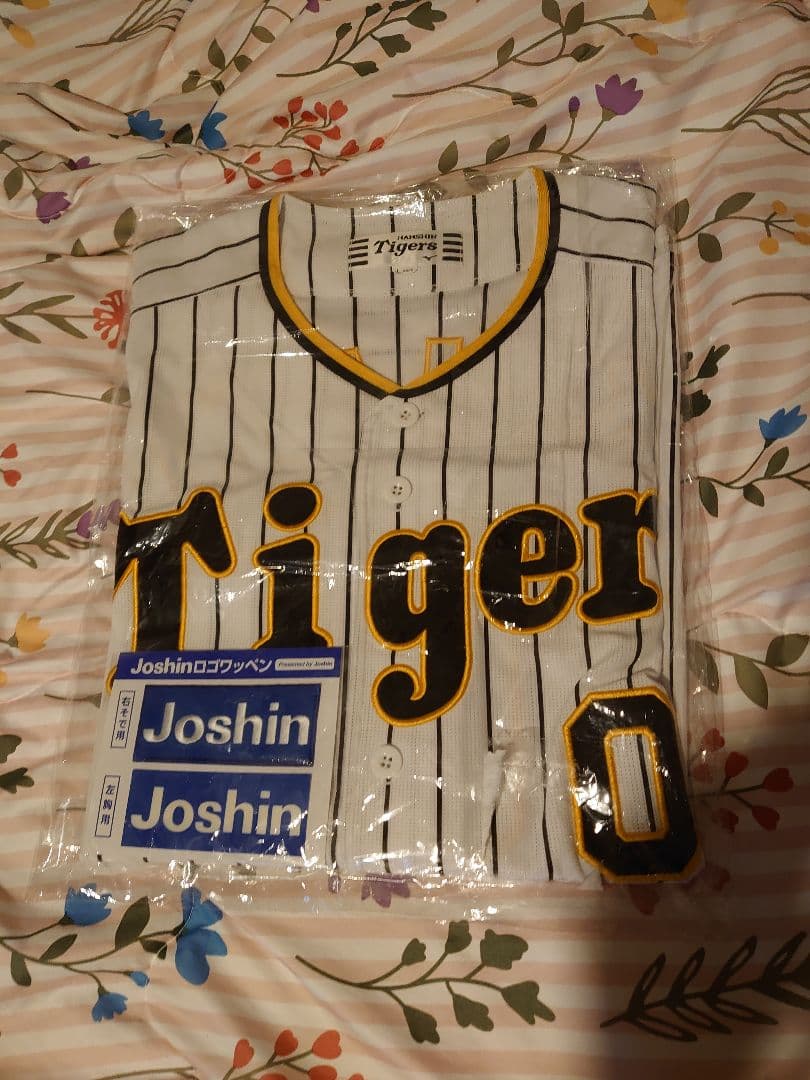 HANSHIN
Tigers
Tiger
Joshinロゴワッペン Presented by Joshin
右そで用
Joshin
左胸用
Joshin
0